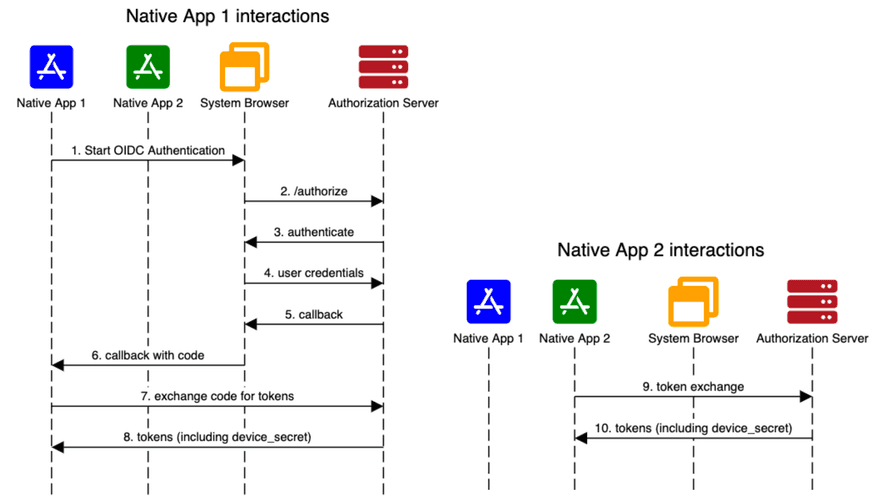 Native App 1 interactions
Native App 1
Native App 2
System Browser
Authorization Server
1. Start OIDC Authentication
2. /authorize
3. authenticate
4. user credentials
5. callback
6. callback with code
7. exchange code for tokens
8. tokens (including device_secret)
Native App 2 interactions
Native App 1
Native App 2
System Browser
Authorization Server
9. token exchange
10. tokens (including device_secret)